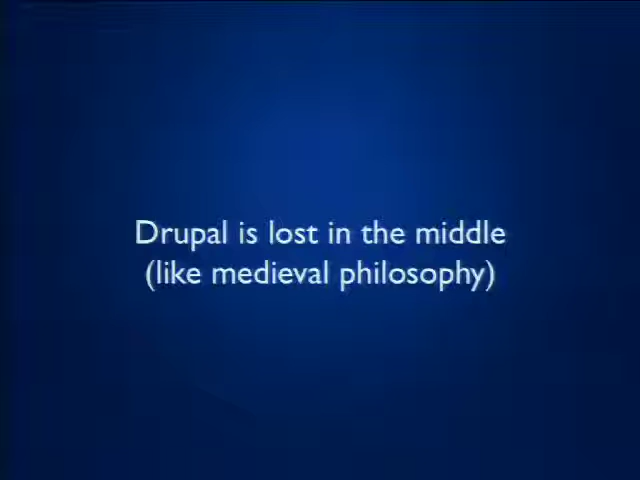 Drupal is lost in the middle
(like medieval philosophy)